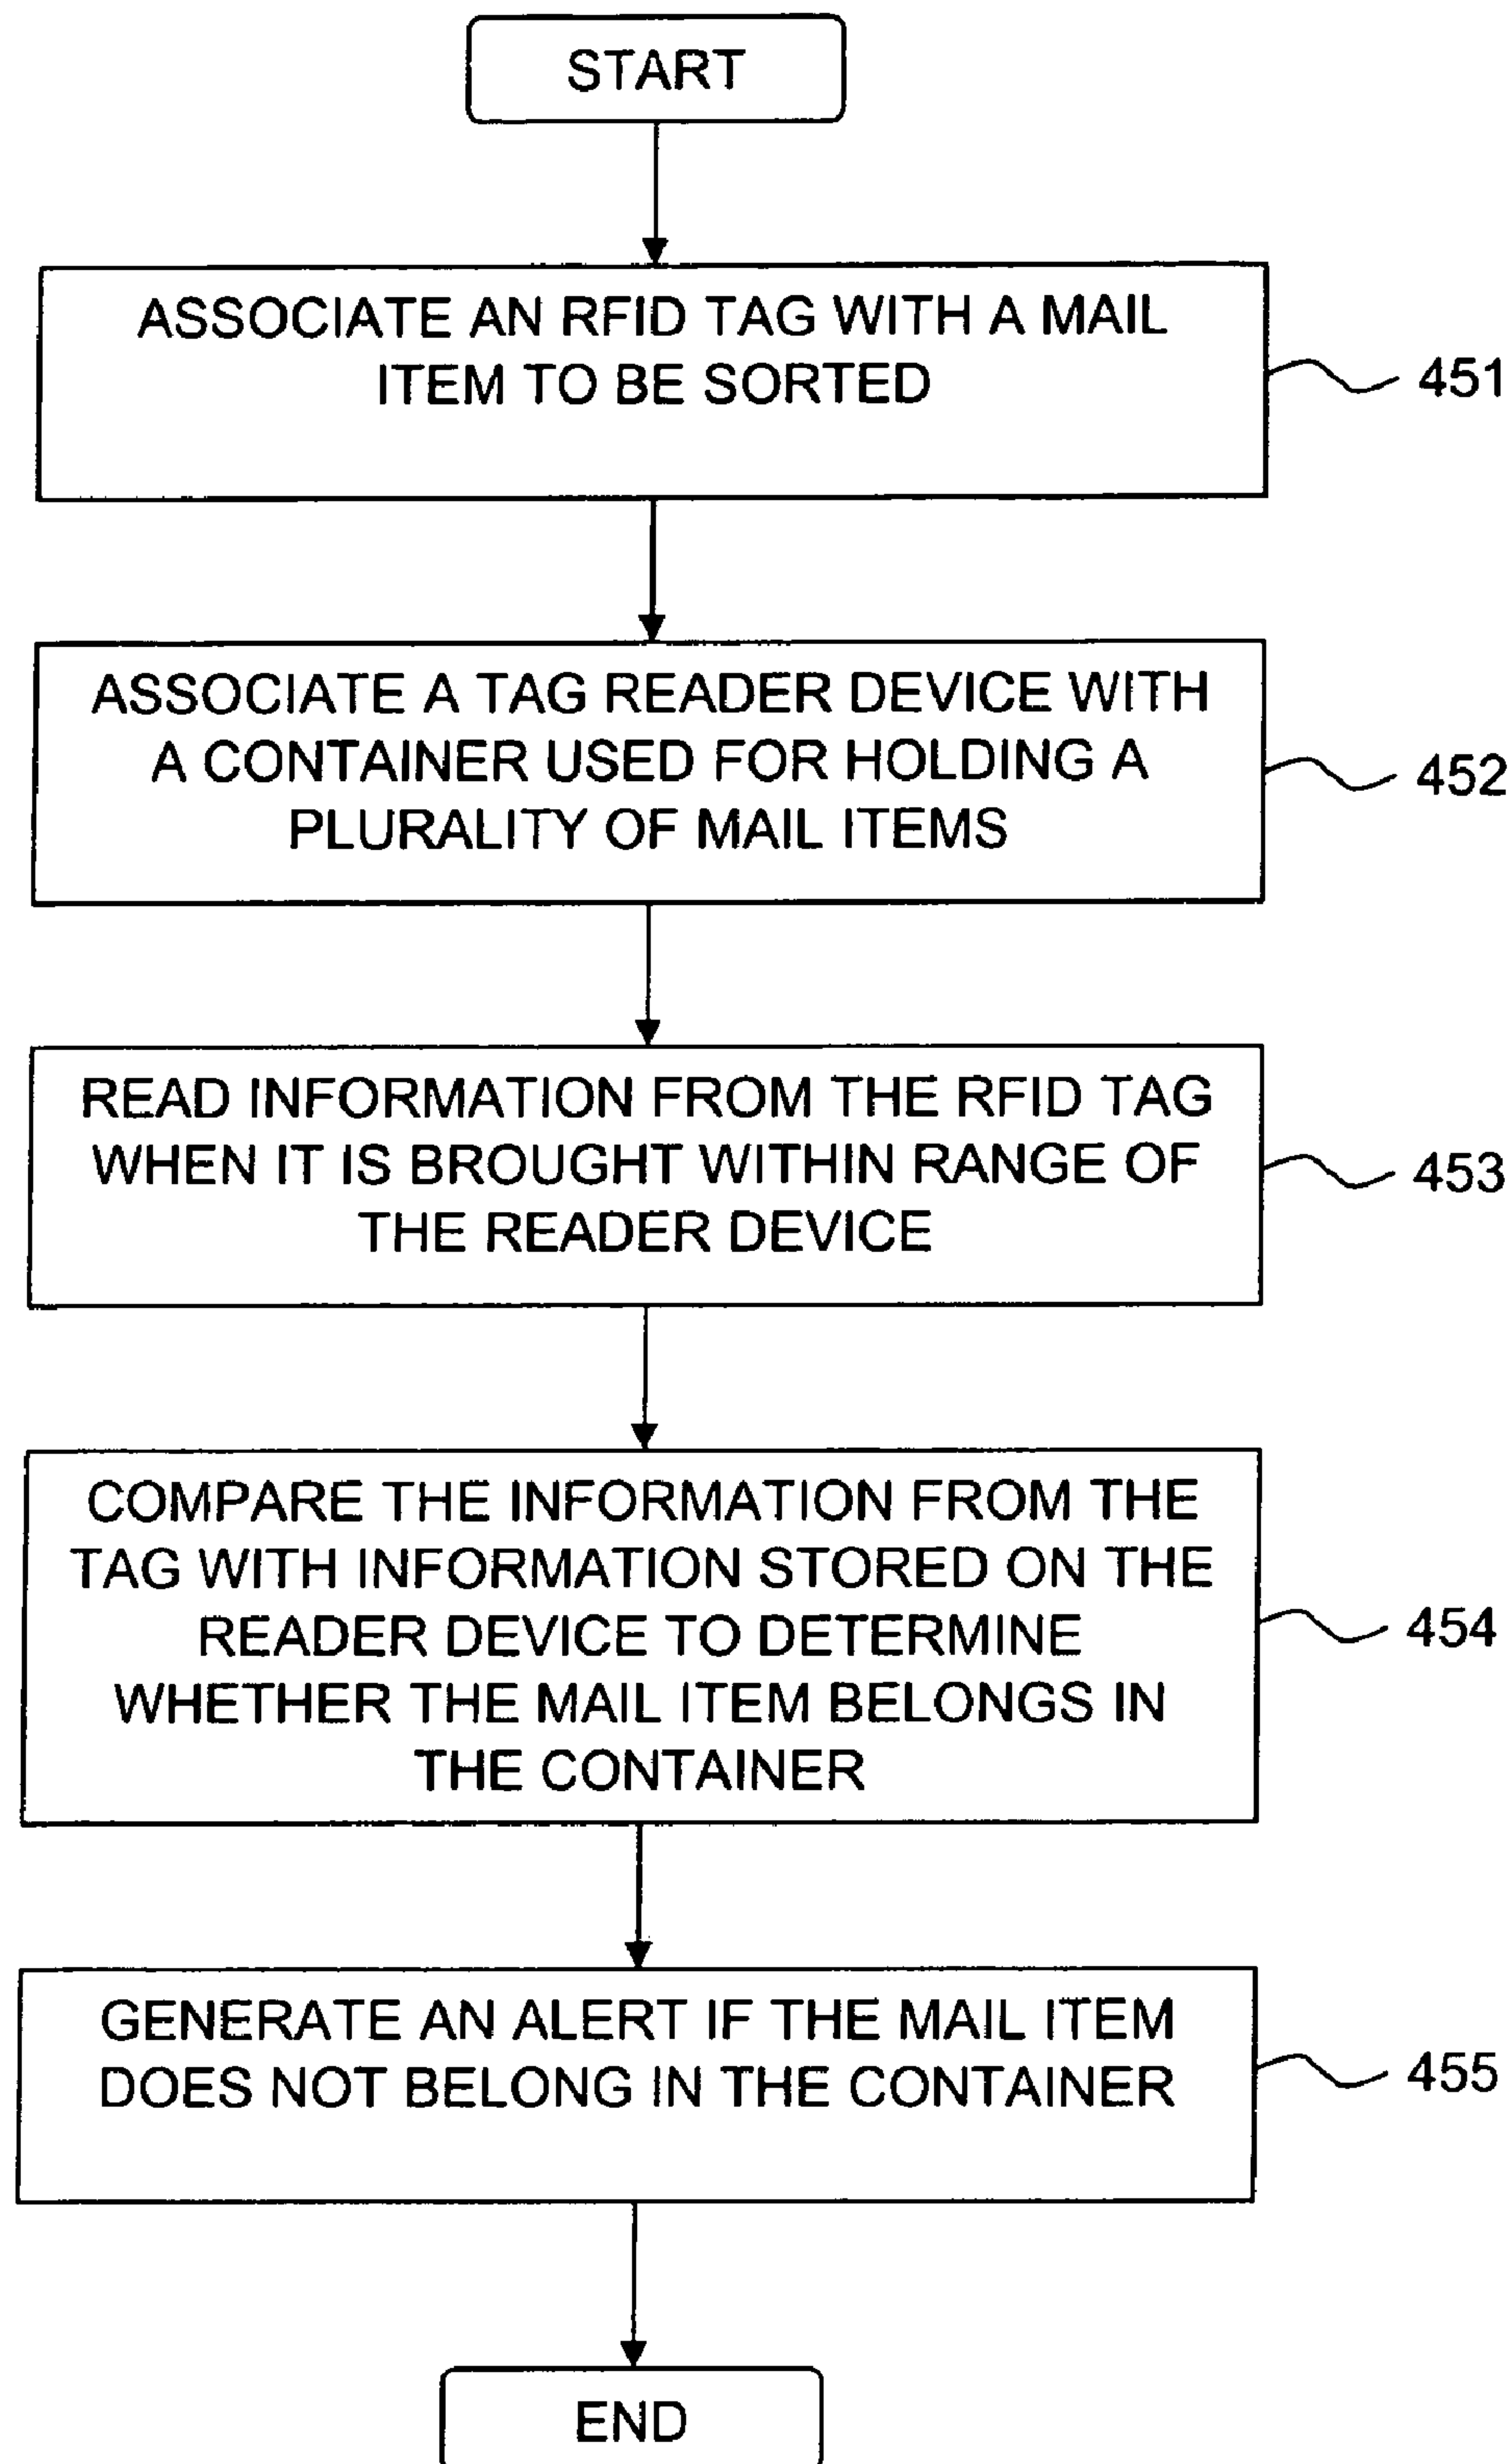 START
ASSOCIATE AN RFID TAG WITH A MAIL
ITEM TO BE SORTED
451
ASSOCIATE A TAG READER DEVICE WITH
A CONTAINER USED FOR HOLDING A
PLURALITY OF MAIL ITEMS
452
READ INFORMATION FROM THE RFID TAG
WHEN IT IS BROUGHT WITHIN RANGE OF
THE READER DEVICE
453
COMPARE THE INFORMATION FROM THE
TAG WITH INFORMATION STORED ON THE
READER DEVICE TO DETERMINE
WHETHER THE MAIL ITEM BELONGS IN
THE CONTAINER
454
GENERATE AN ALERT IF THE MAIL ITEM
DOES NOT BELONG IN THE CONTAINER
455
END